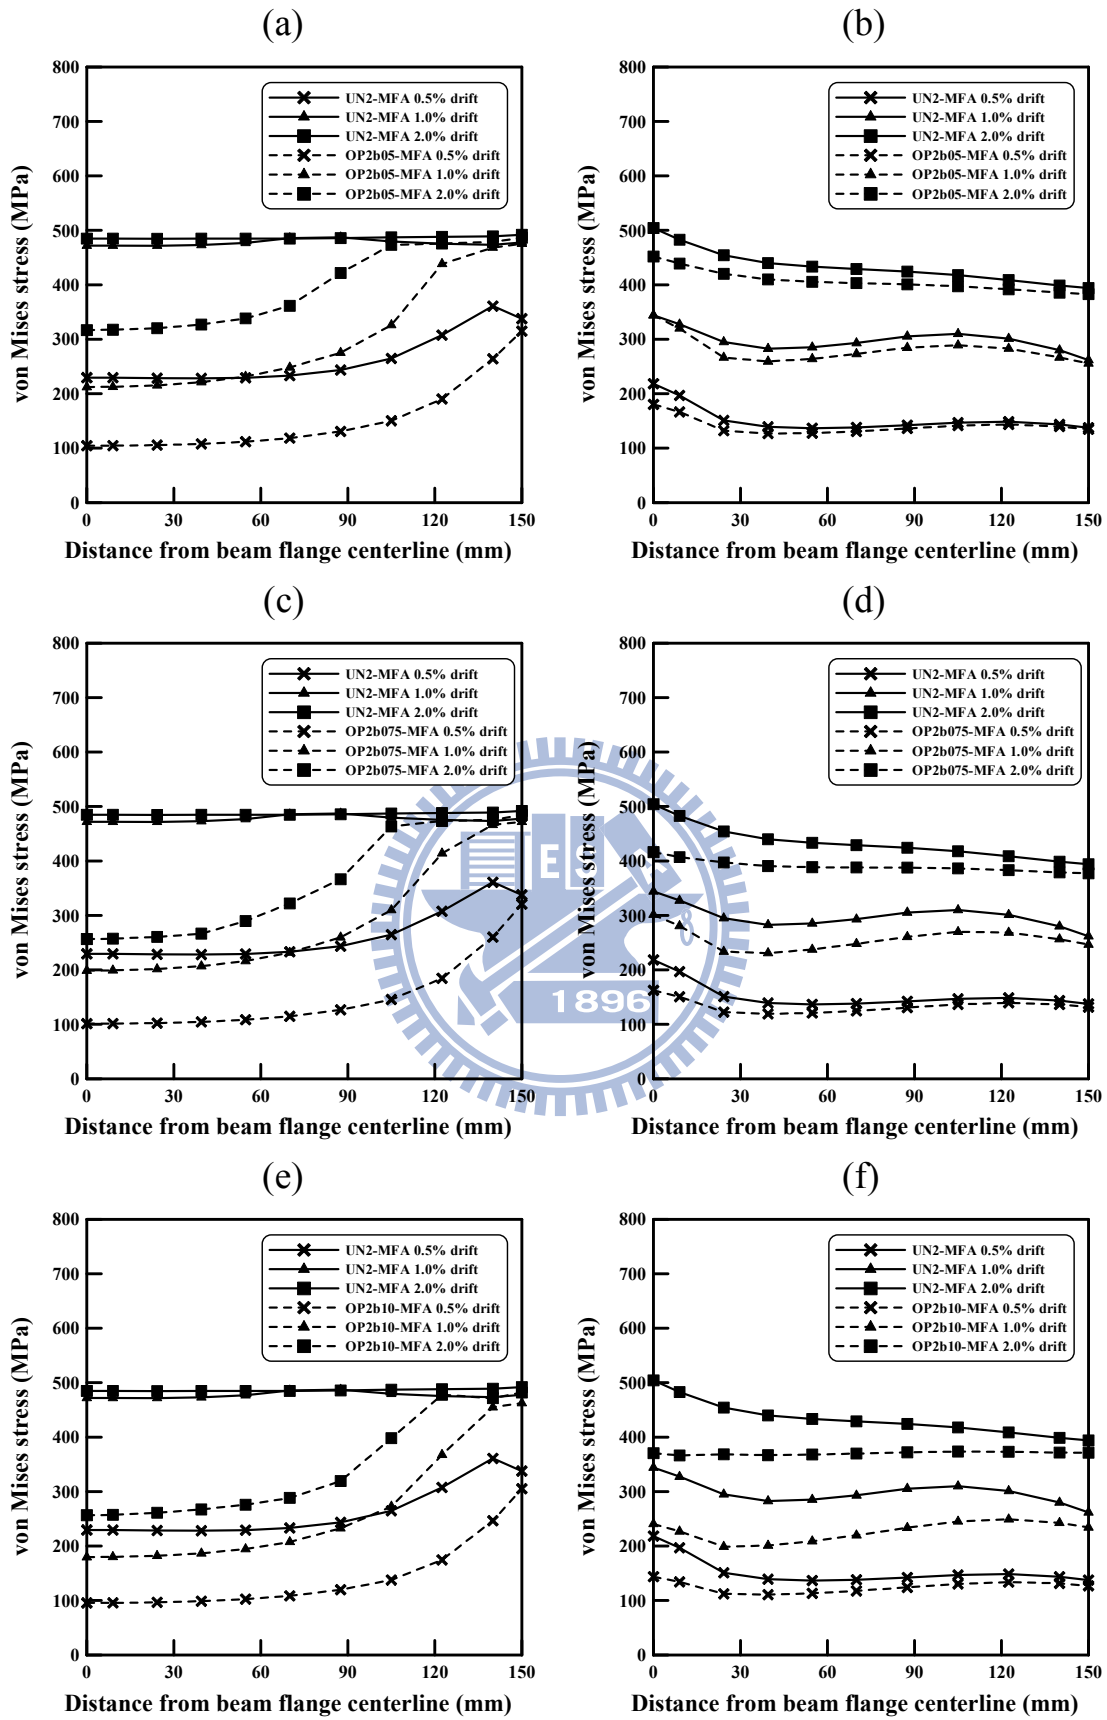 (a)
800
700
600
500
400
300
200
100
0
von Mises stress (MPa)
UN2-MFA 0.5% drift
UN2-MFA 1.0% drift
UN2-MFA 2.0% drift
OP2b05-MFA 0.5% drift
OP2b05-MFA 1.0% drift
OP2b05-MFA 2.0% drift
0 30 60 90 120 150
Distance from beam flange centerline (mm)
(b)
800
700
600
500
400
300
200
100
0
von Mises stress (MPa)
UN2-MFA 0.5% drift
UN2-MFA 1.0% drift
UN2-MFA 2.0% drift
OP2b05-MFA 0.5% drift
OP2b05-MFA 1.0% drift
OP2b05-MFA 2.0% drift
0 30 60 90 120 150
Distance from beam flange centerline (mm)
(c)
800
700
600
500
400
300
200
100
0
von Mises stress (MPa)
UN2-MFA 0.5% drift
UN2-MFA 1.0% drift
UN2-MFA 2.0% drift
OP2b075-MFA 0.5% drift
OP2b075-MFA 1.0% drift
OP2b075-MFA 2.0% drift
0 30 60 90 120 150
Distance from beam flange centerline (mm)
(d)
800
700
600
500
400
300
200
100
0
von Mises stress (MPa)
UN2-MFA 0.5% drift
UN2-MFA 1.0% drift
UN2-MFA 2.0% drift
OP2b075-MFA 0.5% drift
OP2b075-MFA 1.0% drift
OP2b075-MFA 2.0% drift
0 30 60 90 120 150
Distance from beam flange centerline (mm)
1896
(e)
800
700
600
500
400
300
200
100
0
von Mises stress (MPa)
UN2-MFA 0.5% drift
UN2-MFA 1.0% drift
UN2-MFA 2.0% drift
OP2b10-MFA 0.5% drift
OP2b10-MFA 1.0% drift
OP2b10-MFA 2.0% drift
0 30 60 90 120 150
Distance from beam flange centerline (mm)
(f)
800
700
600
500
400
300
200
100
0
von Mises stress (MPa)
UN2-MFA 0.5% drift
UN2-MFA 1.0% drift
UN2-MFA 2.0% drift
OP2b10-MFA 0.5% drift
OP2b10-MFA 1.0% drift
OP2b10-MFA 2.0% drift
0 30 60 90 120 150
Distance from beam flange centerline (mm)